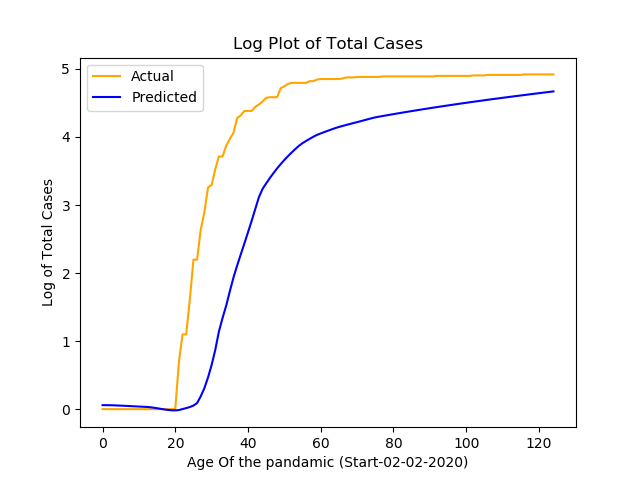 Log Plot of Total Cases
Actual
Predicted
5
4
3
2
1
0
Log of Total Cases
0 20 40 60 80 100 120
Age Of the pandamic (Start-02-02-2020)